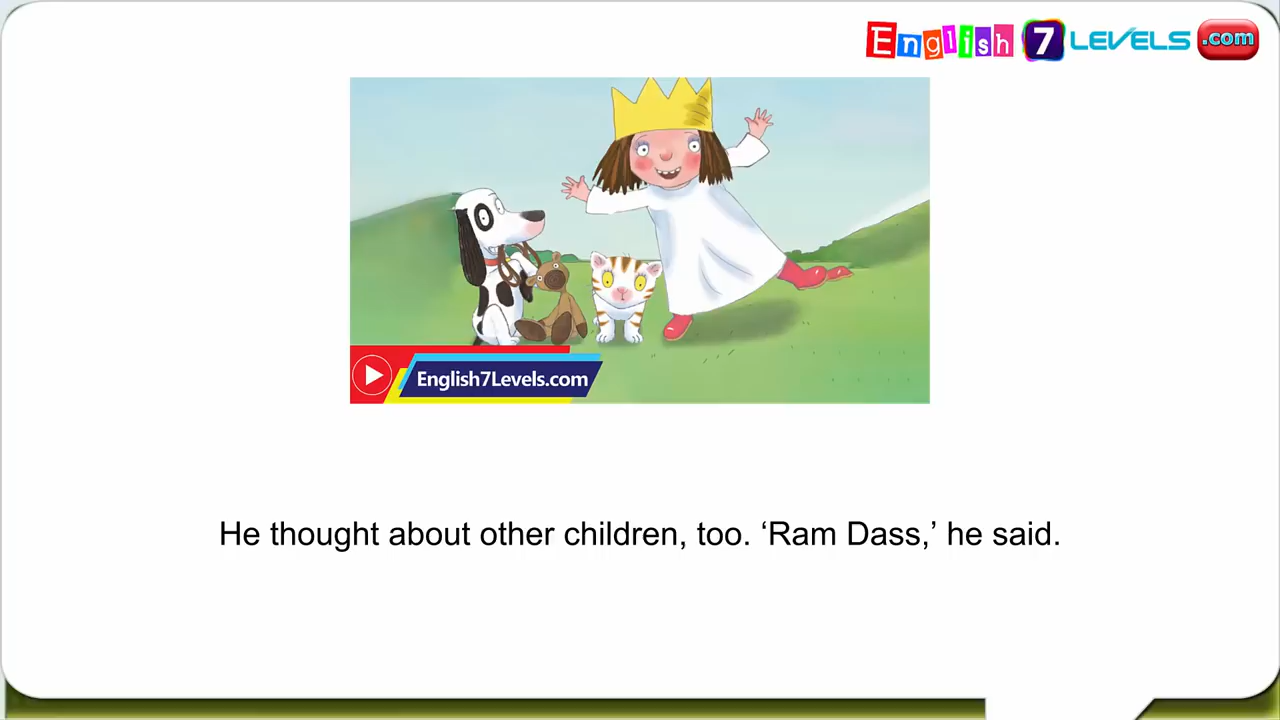 English 7 LEVELS .com
English7Levels.com
He thought about other children, too. ‘Ram Dass,’ he said.